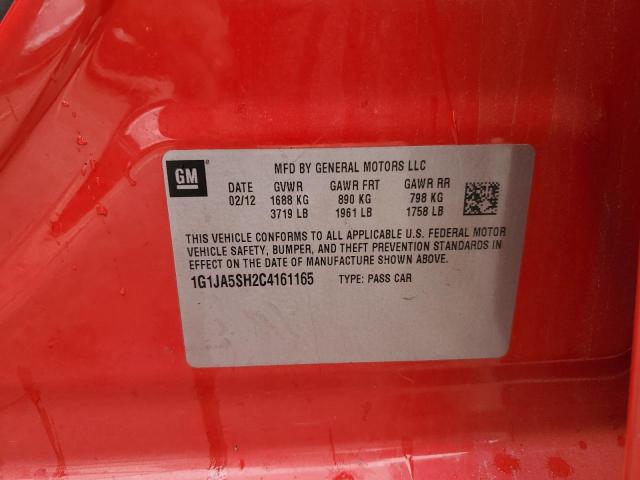 GM
MFD BY GENERAL MOTORS LLC
DATE GVWR GAWR FRT GAWR RR
02/12 1688 KG 890 KG 798 KG
3719 LB 1961 LB 1758 LB
THIS VEHICLE CONFORMS TO ALL APPLICABLE U.S. FEDERAL MOTOR
VEHICLE SAFETY, BUMPER, AND THEFT PREVENTION STANDARDS IN
EFFECT ON THE DATE OF MANUFACTURE SHOWN ABOVE.
1G1JA5SH2C4161165 TYPE: PASS CAR